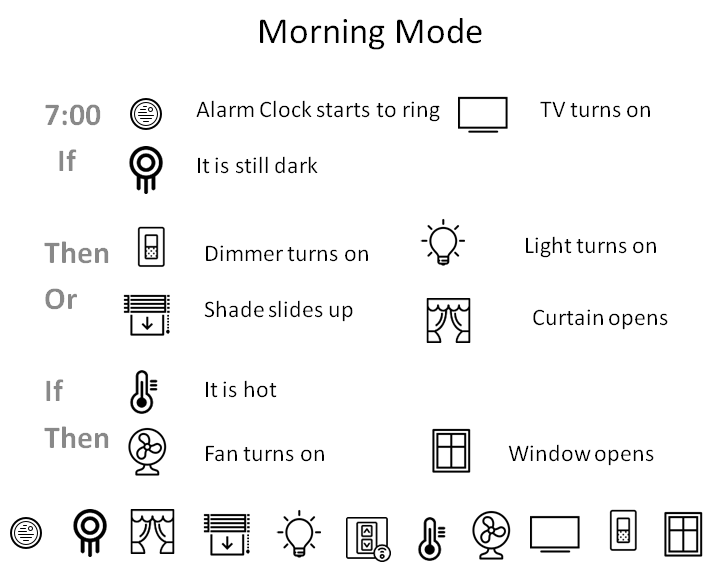 Morning Mode
7:00 Alarm Clock starts to ring TV turns on
If It is still dark
Then Dimmer turns on Light turns on
Or Shade slides up Curtain opens
If It is hot
Then Fan turns on Window opens